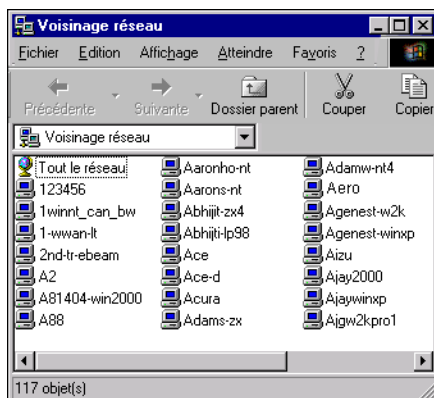 Voisinage réseau
Fichier Edition Affichage Atteindre Favoris ?
Précédente Suivante Dossier parent Couper Copier
Voisinage réseau
Tout le réseau Aaronho-nt Adamw-nt4
123456 Aarons-nt Aero
1winnt_can_bw Abhijit-zx4 Agenest-w2k
1-wwan-lt Abhijti-lp98 Agenest-winxp
2nd-tr-ebeam Ace Aizu
A2 Ace-d Ajay2000
A81404-win2000 Acura Ajaywinxp
A88 Adams-zx Ajgw2kpro1
117 objet(s)